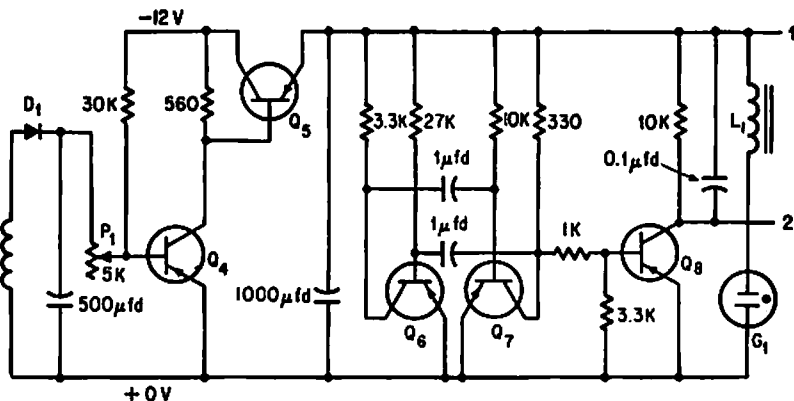 -12V
1
D1
30K
560
Q5
3.3K
27K
10K
330
10K
L1
1µfd
0.1µfd
1µfd
2
P1
5K
Q4
1K
Q8
500µfd
1000µfd
Q6
Q7
3.3K
G1
+0V